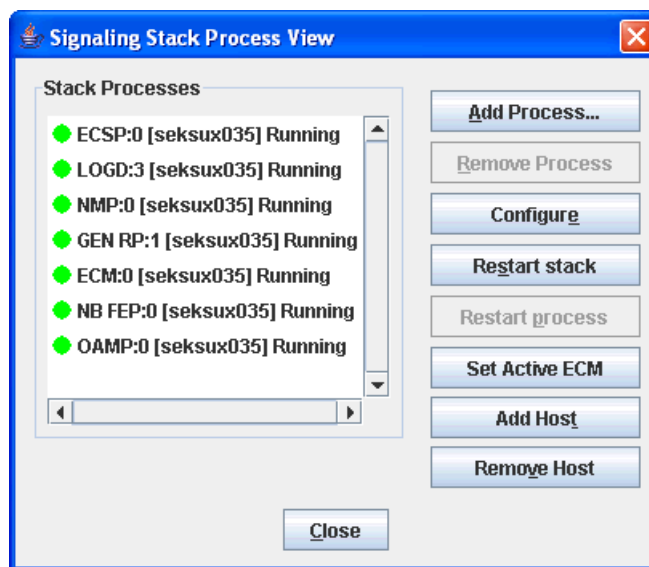 Signaling Stack Process View
Stack Processes
ECSP:0 [seksux035] Running
LOGD:3 [seksux035] Running
NMP:0 [seksux035] Running
GEN RP:1 [seksux035] Running
ECM:0 [seksux035] Running
NB FEP:0 [seksux035] Running
OAMP:0 [seksux035] Running
Add Process...
Remove Process
Configure
Restart stack
Restart process
Set Active ECM
Add Host
Remove Host
Close